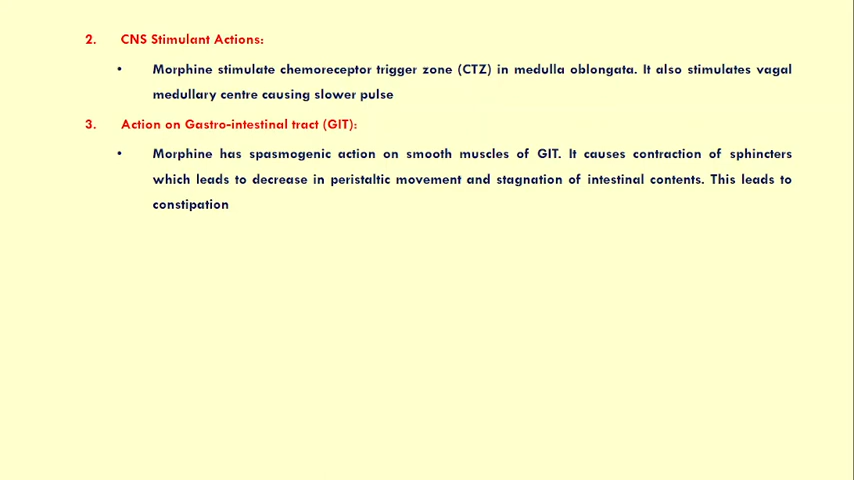 2. CNS Stimulant Actions:
• Morphine stimulate chemoreceptor trigger zone (CTZ) in medulla oblongata. It also stimulates vagal
medullary centre causing slower pulse
3. Action on Gastro-intestinal tract (GIT):
• Morphine has spasmogenic action on smooth muscles of GIT. It causes contraction of sphincters
which leads to decrease in peristaltic movement and stagnation of intestinal contents. This leads to
constipation